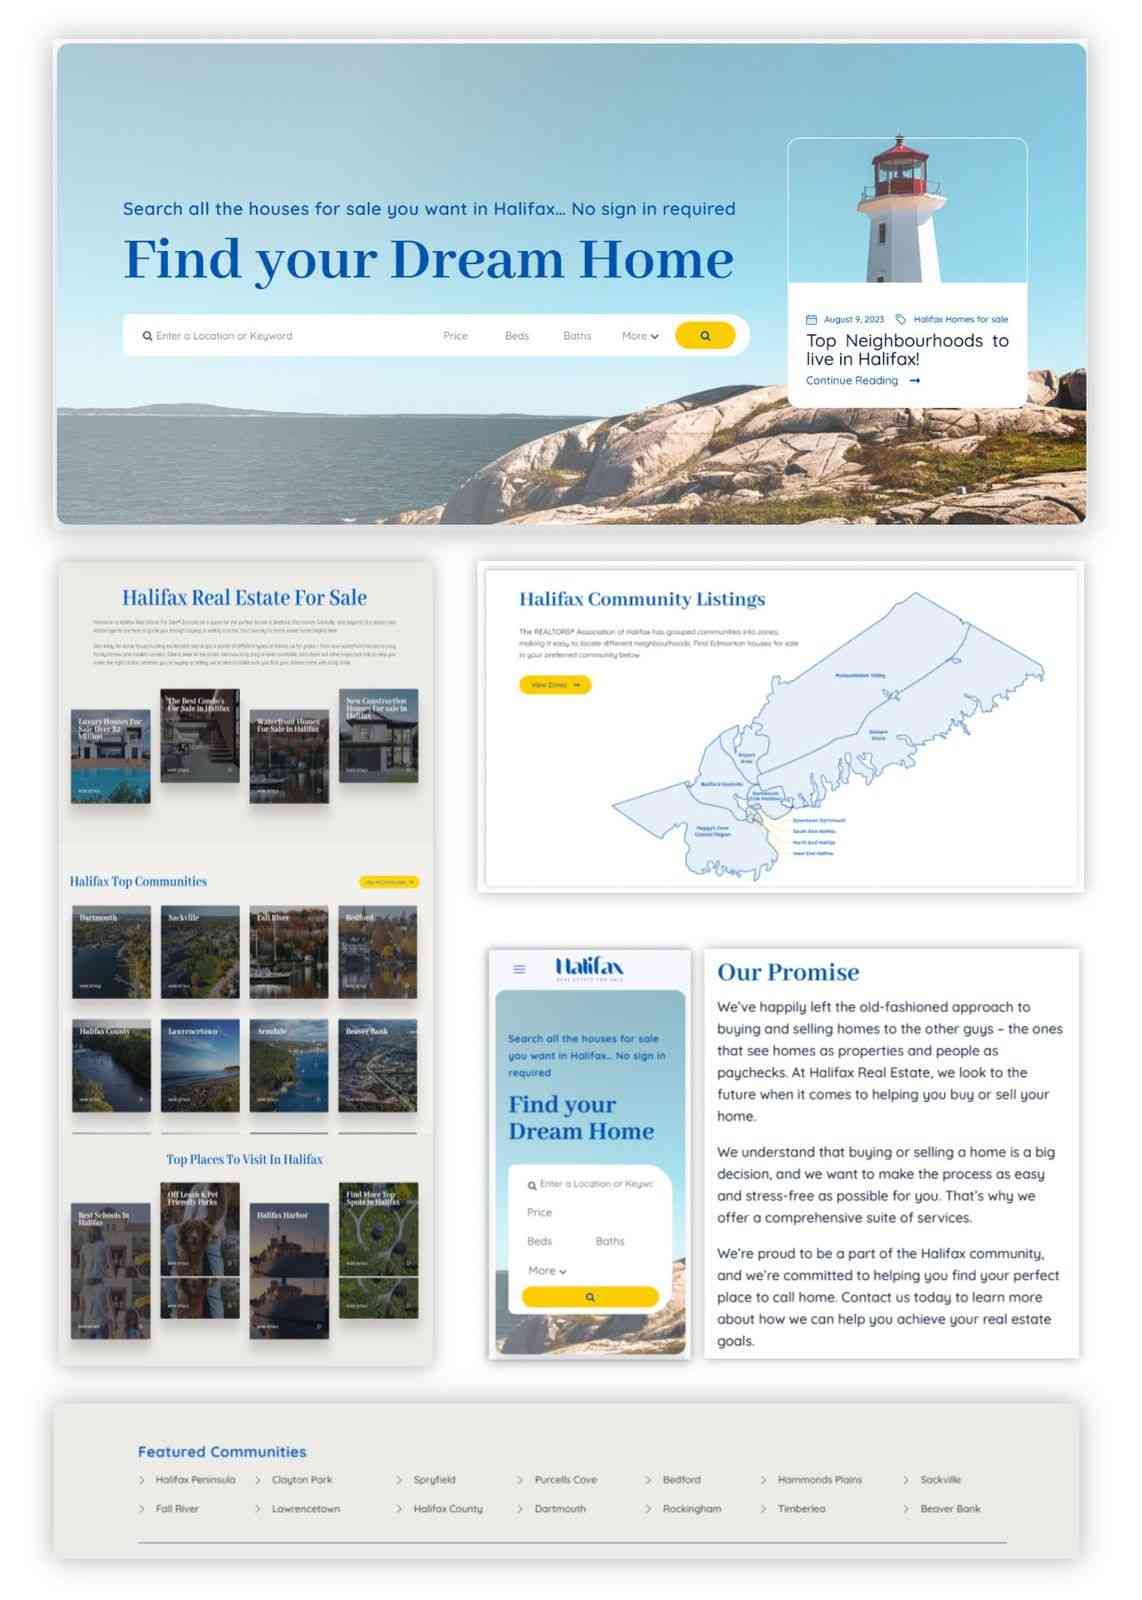 Search all the houses for sale you want in Halifax... No sign in required
Find your Dream Home
Enter a Location or Keyword
Price
Beds
Baths
More
August 9, 2023
Halifax Homes for sale
Top Neighbourhoods to
live in Halifax!
Continue Reading
Halifax Real Estate For Sale
Luxury Houses For
Sale Over $2
Million
The Best Condo's
For Sale in Halifax
Waterfront Homes
For Sale in Halifax
New Construction
Houses For sale in
Halifax
Halifax Top Communities
Dartmouth
Sackville
Fall River
Bedford
Halifax County
Lawrencetown
Armdale
Beaver Bank
Top Places To Visit In Halifax
Best Schools In
Halifax
Off Leash & Pet
Friendly Parks
Halifax Harbor
Find More Top
Spots in Halifax
Halifax Community Listings
The REALTORS® Association of Halifax has grouped communities into zones,
making it easy to locate different neighbourhoods. Find Edmonton houses for sale
in your preferred community below
View Zones
Musquodoboit Valley
Eastern
Shore
Airport
Area
Bedford Sackville
Peggy's Cove
Coastal Region
Downtown Dartmouth
South End Halifax
North End Halifax
West End Halifax
Halifax
REAL ESTATE FOR SALE
Search all the houses for sale
you want in Halifax... No sign in
required
Find your
Dream Home
Enter a Location or Keywc
Price
Beds
Baths
More
Our Promise
We've happily left the old-fashioned approach to
buying and selling homes to the other guys – the ones
that see homes as properties and people as
paychecks. At Halifax Real Estate, we look to the
future when it comes to helping you buy or sell your
home.
We understand that buying or selling a home is a big
decision, and we want to make the process as easy
and stress-free as possible for you. That's why we
offer a comprehensive suite of services.
We're proud to be a part of the Halifax community,
and we're committed to helping you find your perfect
place to call home. Contact us today to learn more
about how we can help you achieve your real estate
goals.
Featured Communities
Halifax Peninsula
Clayton Park
Spryfield
Purcells Cove
Bedford
Hammonds Plains
Sackville
Fall River
Lawrencetown
Halifax County
Dartmouth
Rockingham
Timberlea
Beaver Bank